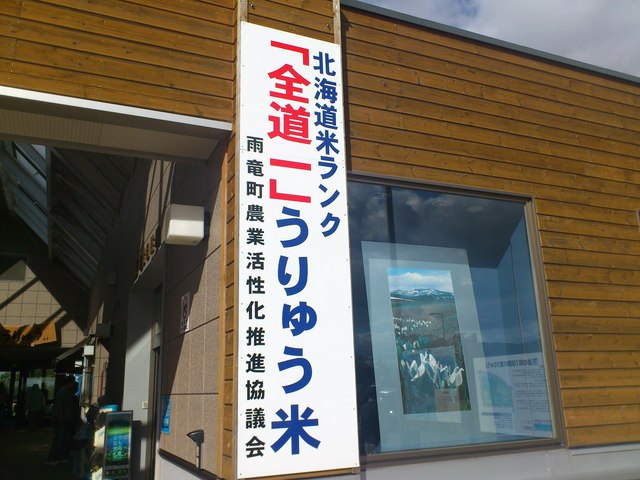 北海道米ランク
「全道一」うりゅう米
雨竜町農業活性化推進協議会